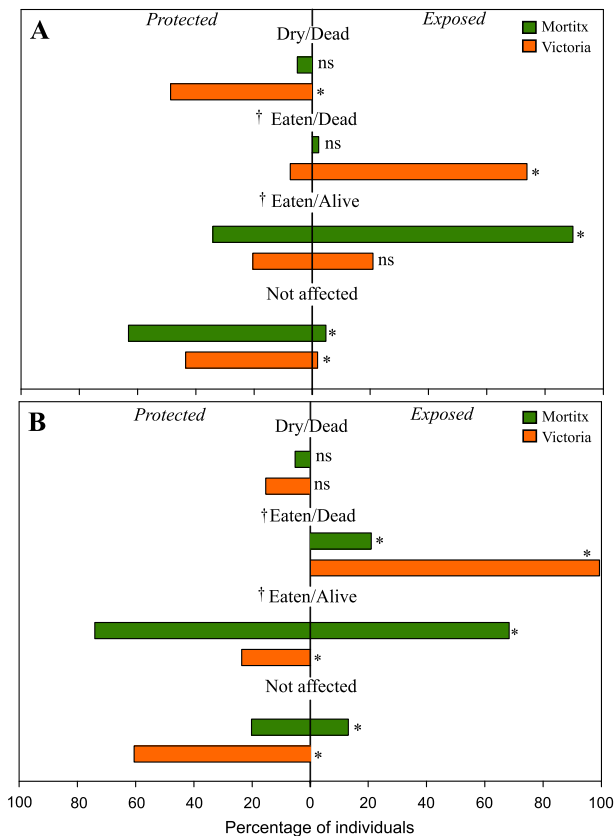 A
Protected
Exposed
Mortitx
Victoria
Dry/Dead
ns
*
† Eaten/Dead
ns
*
† Eaten/Alive
*
ns
Not affected
*
*
B
Protected
Exposed
Mortitx
Victoria
Dry/Dead
ns
ns
†Eaten/Dead
*
*
† Eaten/Alive
*
*
Not affected
*
*
100 80 60 40 20 0 20 40 60 80 100
Percentage of individuals